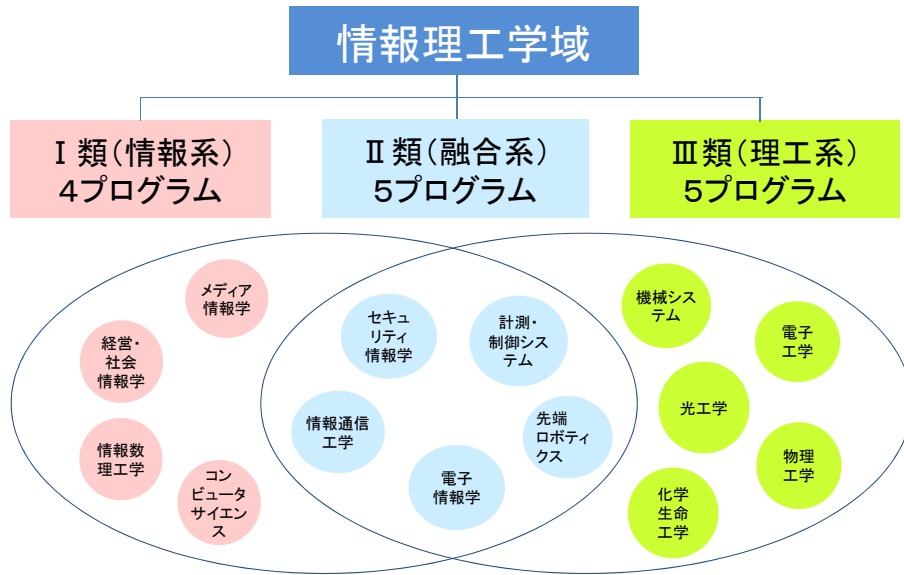 情報理工学域
Ⅰ類(情報系)
4プログラム
Ⅱ類(融合系)
5プログラム
Ⅲ類(理工系)
5プログラム
メディア
情報学
経営・
社会
情報学
情報数
理工学
コン
ピュータ
サイエン
ス
セキュ
リティ
情報学
計測・
制御シス
テム
情報通信
工学
先端
ロボティ
クス
電子
情報学
機械シス
テム
電子
工学
光工学
物理
工学
化学
生命
工学